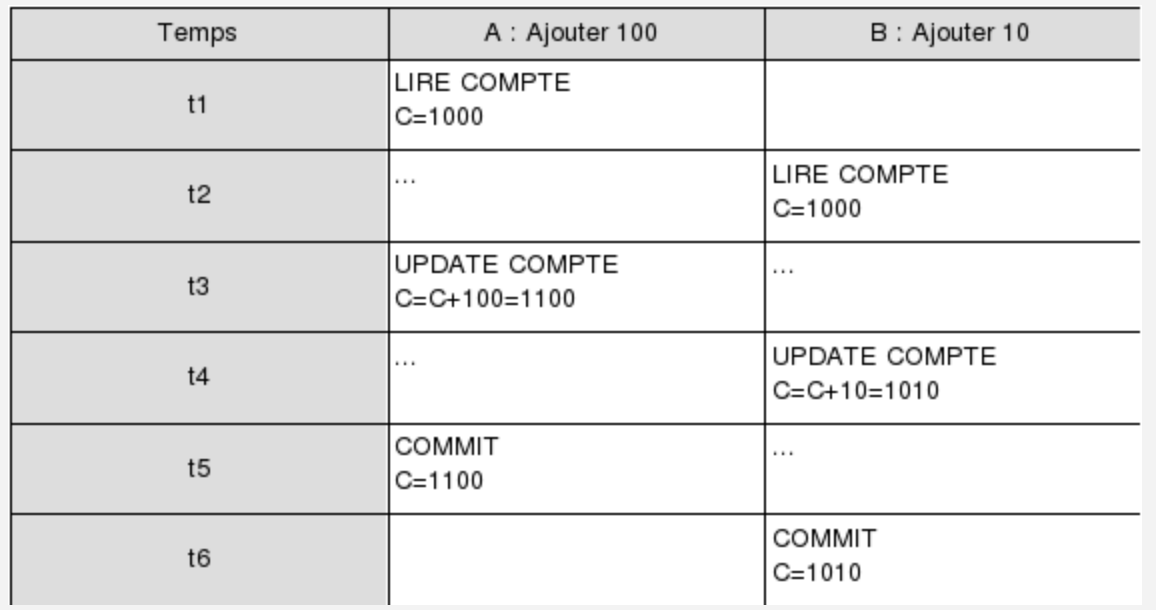 Temps A : Ajouter 100 B : Ajouter 10
t1
LIRE COMPTE
C=1000
t2
...
LIRE COMPTE
C=1000
t3
UPDATE COMPTE
C=C+100=1100
...
t4
...
UPDATE COMPTE
C=C+10=1010
t5
COMMIT
C=1100
...
t6
COMMIT
C=1010